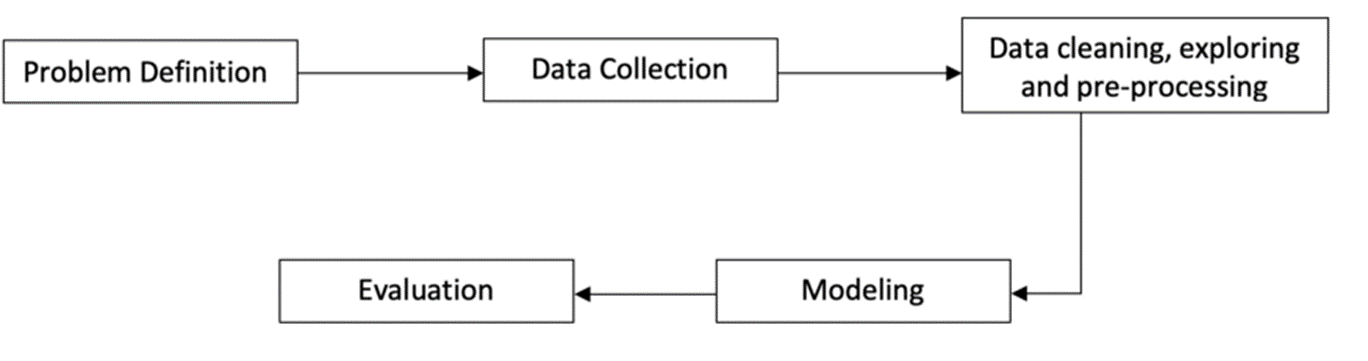 Problem Definition
Data Collection
Data cleaning, exploring
and pre-processing
Modeling
Evaluation